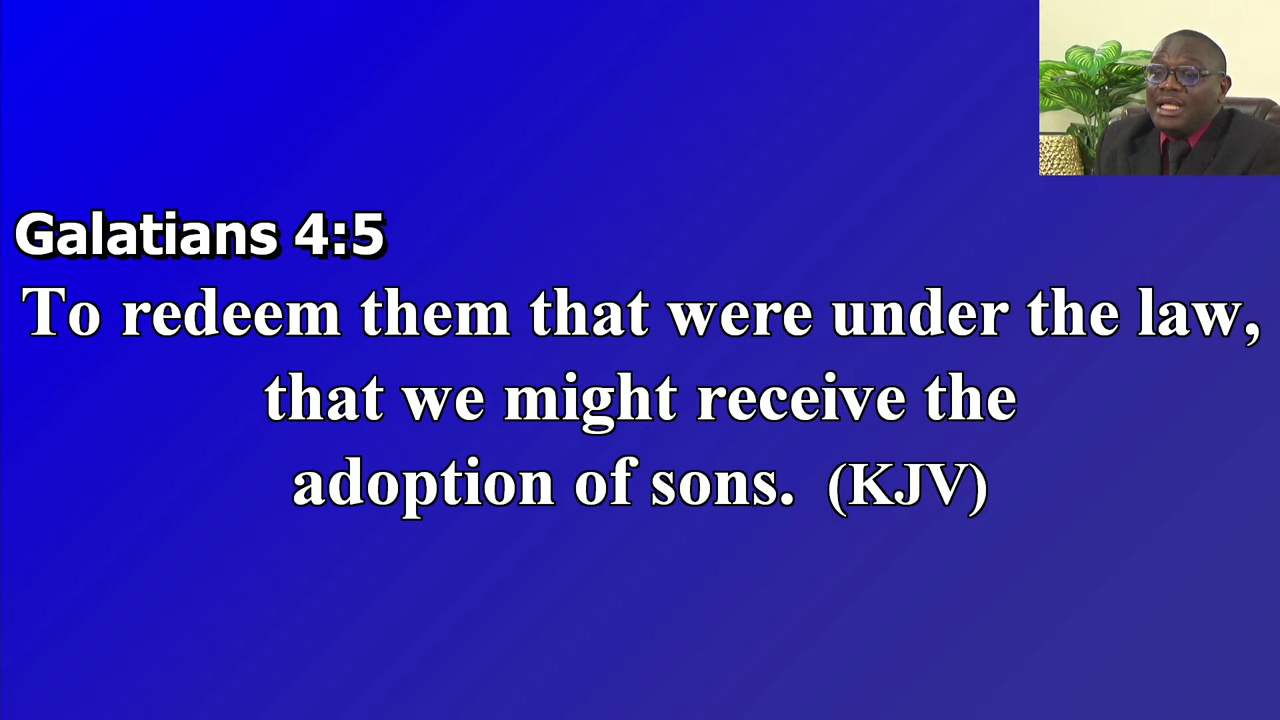 Galatians 4:5
To redeem them that were under the law,
that we might receive the
adoption of sons. (KJV)